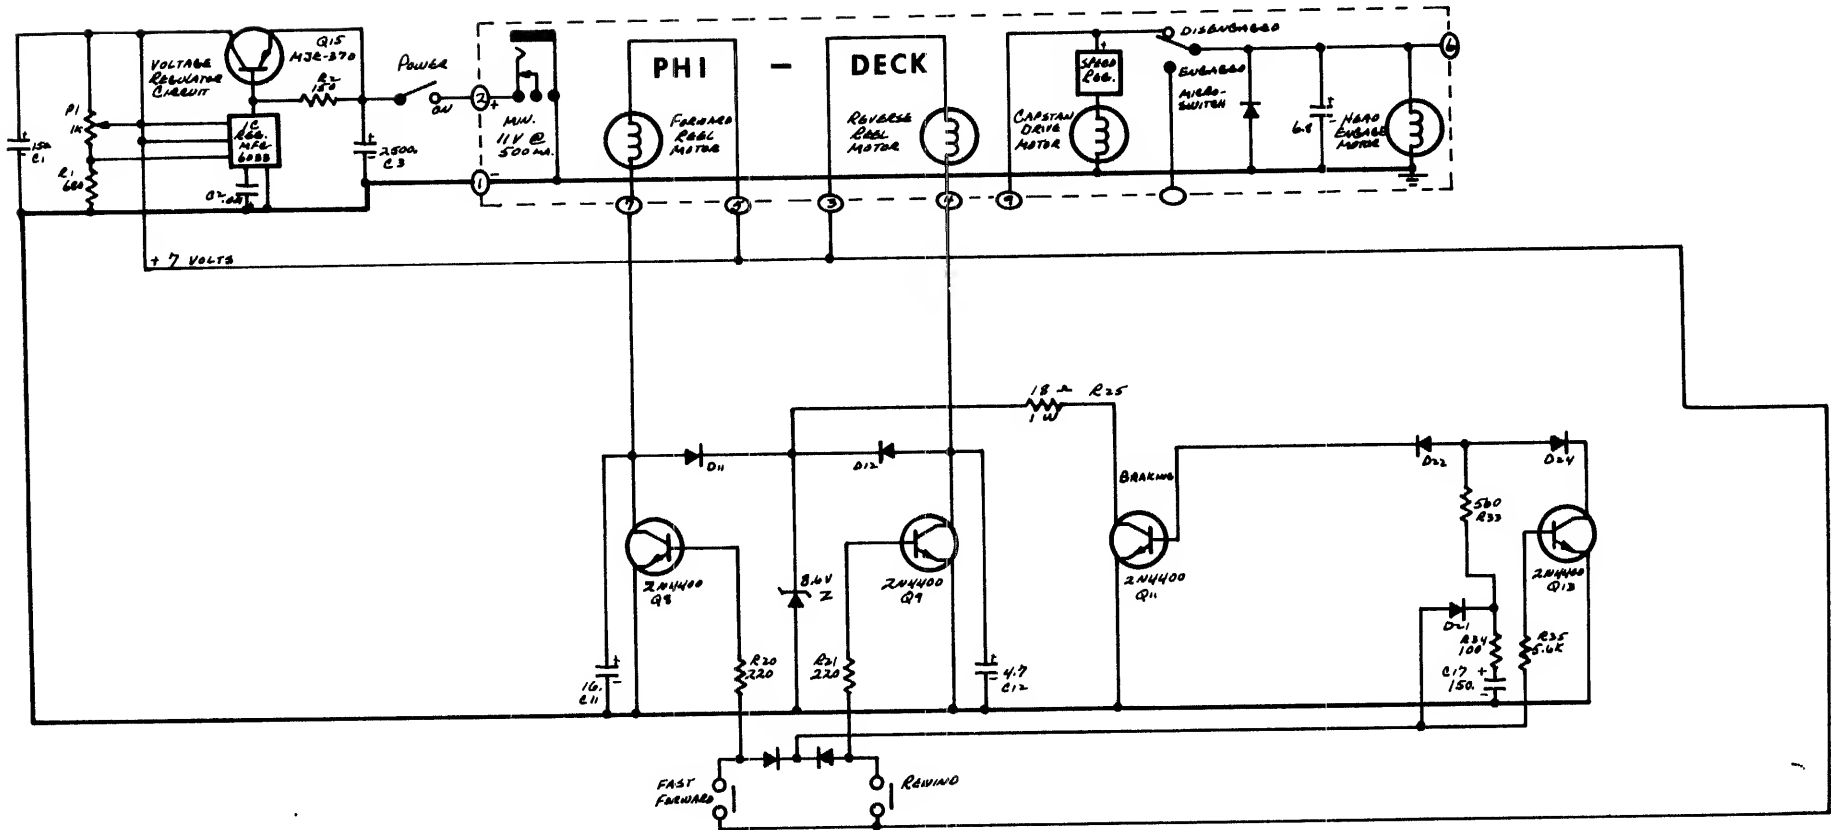 PHI - DECK
VOLTAGE
REGULATOR
CIRCUIT
Q15
MJE-370
R2
150
POWER
ON
2
+
MIN.
11 V @
500 MA.
FORWARD
REEL
MOTOR
REVERSE
REEL
MOTOR
SPEED
REG.
CAPSTAN
DRIVE
MOTOR
DISENGAGED
ENGAGED
MICRO-
SWITCH
6
6.8
HEAD
ENGAGE
MOTOR
P1
1K
IC
REG.
MFC
150
C1
R1
680
C2
2500.
C3
1
-
7
5
3
9
+ 7 VOLTS
18 Ω R25
1 W
D11
D12
BRAKING
D22
D24
560
R33
2N4400
Q8
8.6V
Z
2N4400
Q9
2N4400
Q11
2N4400
Q13
D21
R34
100
R35
5.6K
C17 +
150. -
16.
C11
R20
220
R21
220
4.7
C12
FAST
FORWARD
REWIND